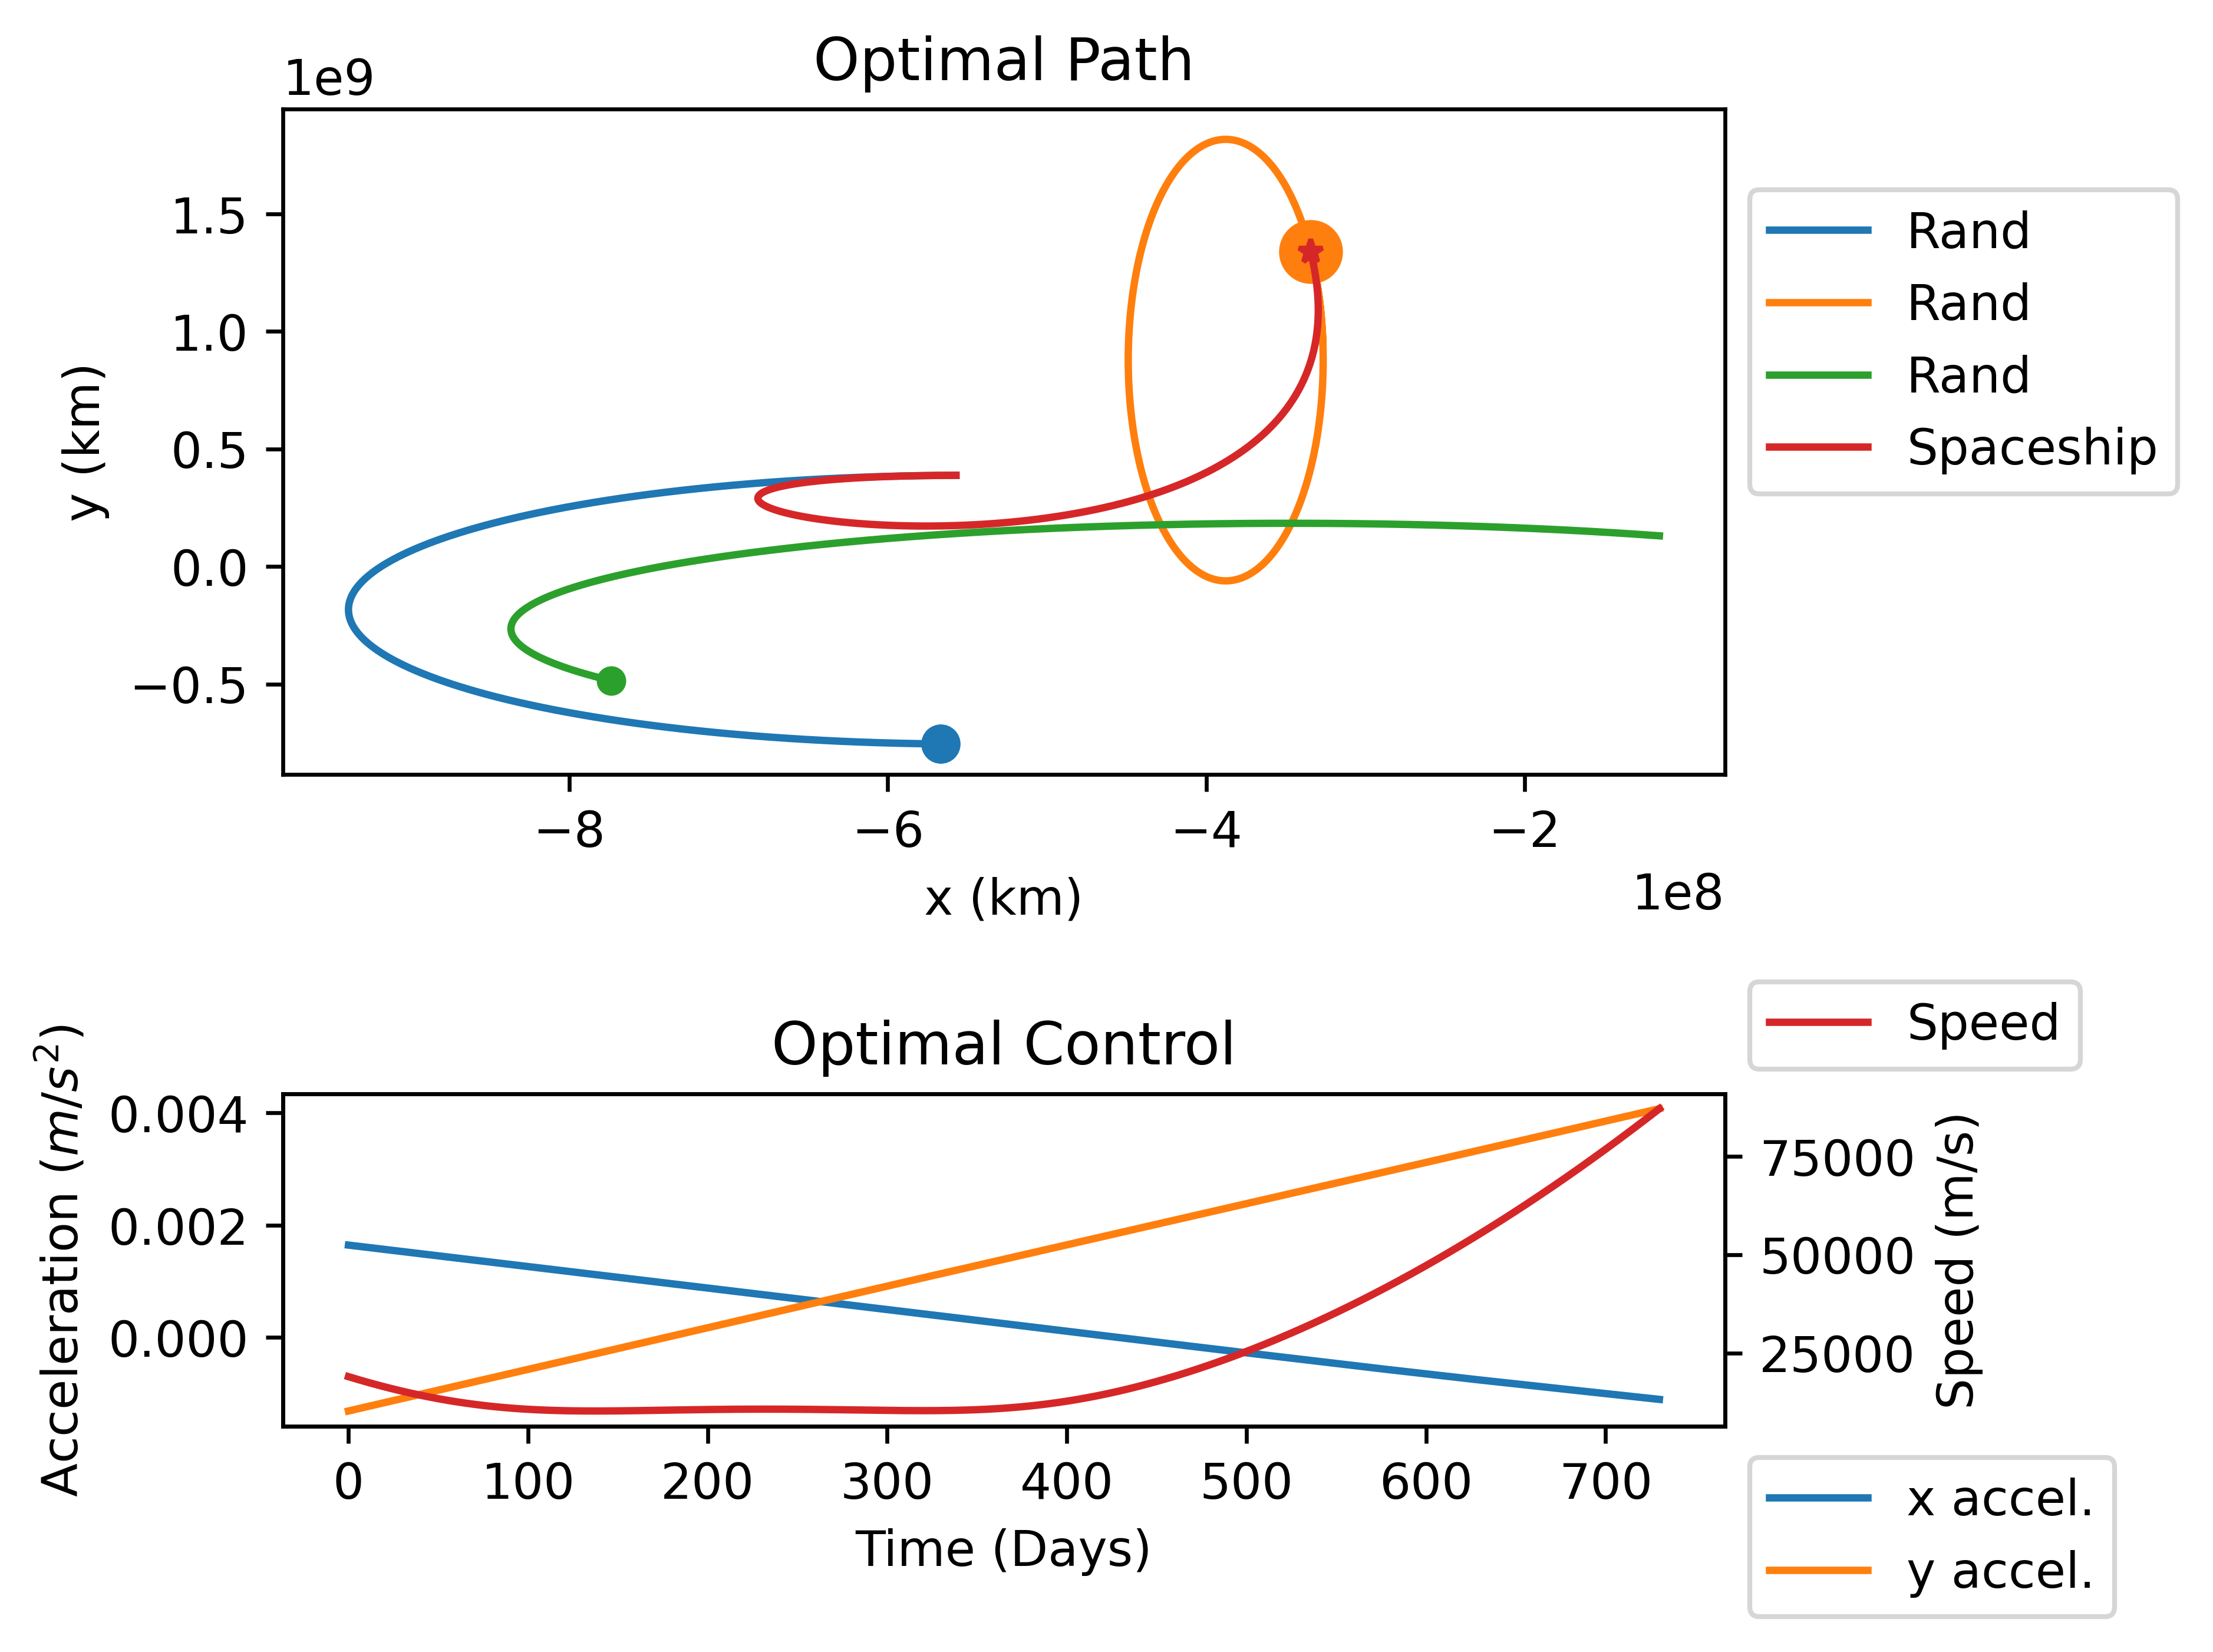 Optimal Path
1e9
1.5
1.0
0.5
0.0
−0.5
y (km)
−8 −6 −4 −2
x (km)
1e8
Rand
Rand
Rand
Spaceship
Speed
Optimal Control
Acceleration (m/s²)
0.004
0.002
0.000
75000
50000
25000
Speed (m/s)
0 100 200 300 400 500 600 700
Time (Days)
x accel.
y accel.